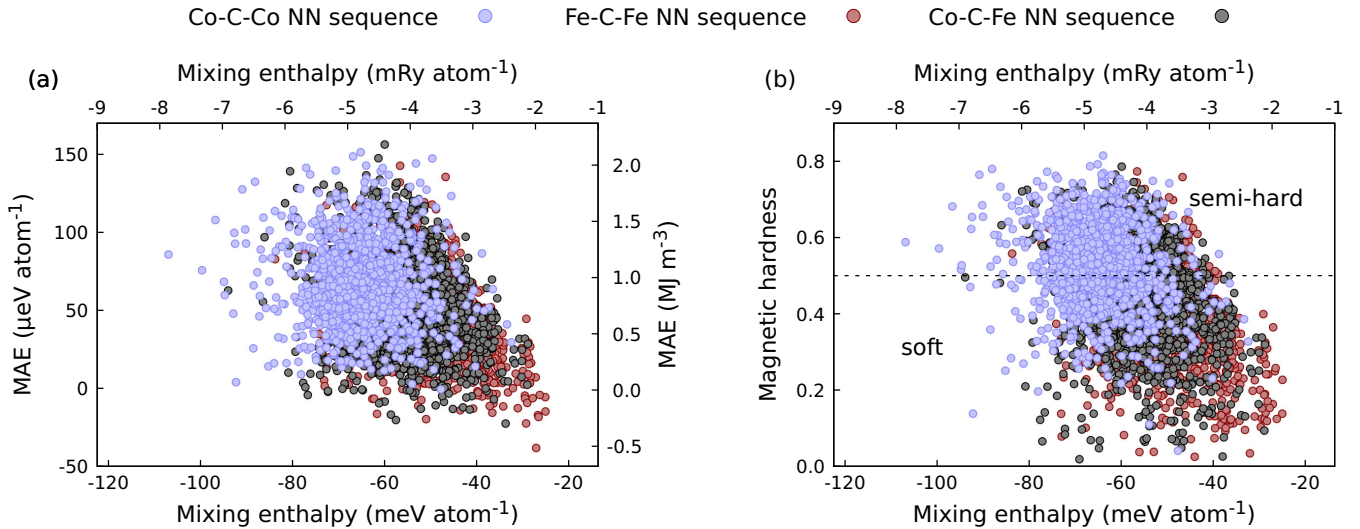 Co-C-Co NN sequence Fe-C-Fe NN sequence Co-C-Fe NN sequence
(a)
Mixing enthalpy (mRy atom⁻¹)
-9 -8 -7 -6 -5 -4 -3 -2 -1
MAE (µeV atom⁻¹)
150
100
50
0
-50
MAE (MJ m⁻³)
2.0
1.5
1.0
0.5
0.0
-0.5
-120 -100 -80 -60 -40 -20
Mixing enthalpy (meV atom⁻¹)
(b)
Mixing enthalpy (mRy atom⁻¹)
-9 -8 -7 -6 -5 -4 -3 -2 -1
Magnetic hardness
0.8
0.6
0.4
0.2
0.0
semi-hard
soft
-120 -100 -80 -60 -40 -20
Mixing enthalpy (meV atom⁻¹)